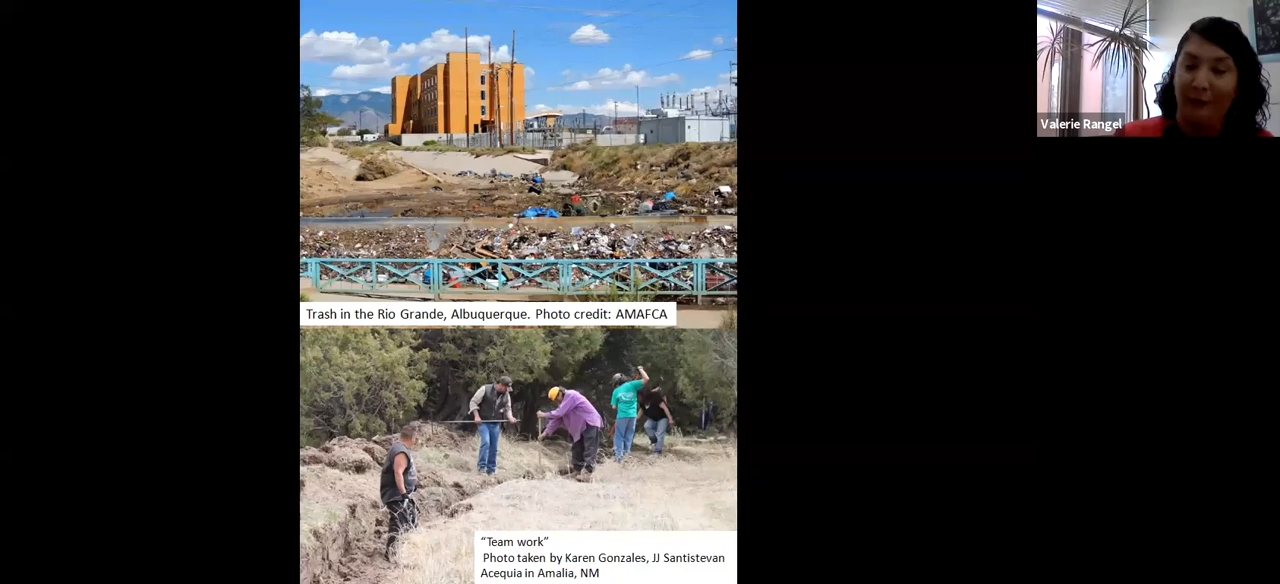 Valerie Rangel
Trash in the Rio Grande, Albuquerque. Photo credit: AMAFCA
“Team work”
Photo taken by Karen Gonzales, JJ Santistevan
Acequia in Amalia, NM